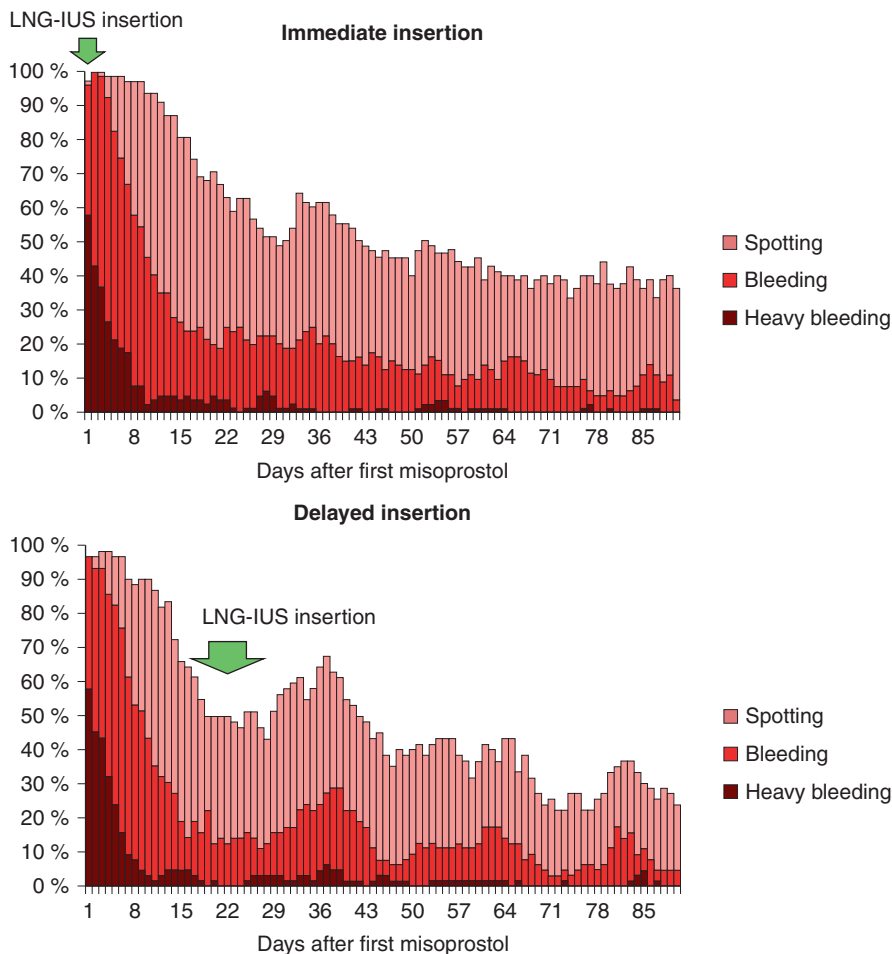 LNG-IUS insertion
Immediate insertion
100 %
90 %
80 %
70 %
60 %
50 %
40 %
30 %
20 %
10 %
0 %
Spotting
Bleeding
Heavy bleeding
1 8 15 22 29 36 43 50 57 64 71 78 85
Days after first misoprostol
Delayed insertion
100 %
90 %
80 %
70 %
60 %
50 %
40 %
30 %
20 %
10 %
0 %
LNG-IUS insertion
Spotting
Bleeding
Heavy bleeding
1 8 15 22 29 36 43 50 57 64 71 78 85
Days after first misoprostol